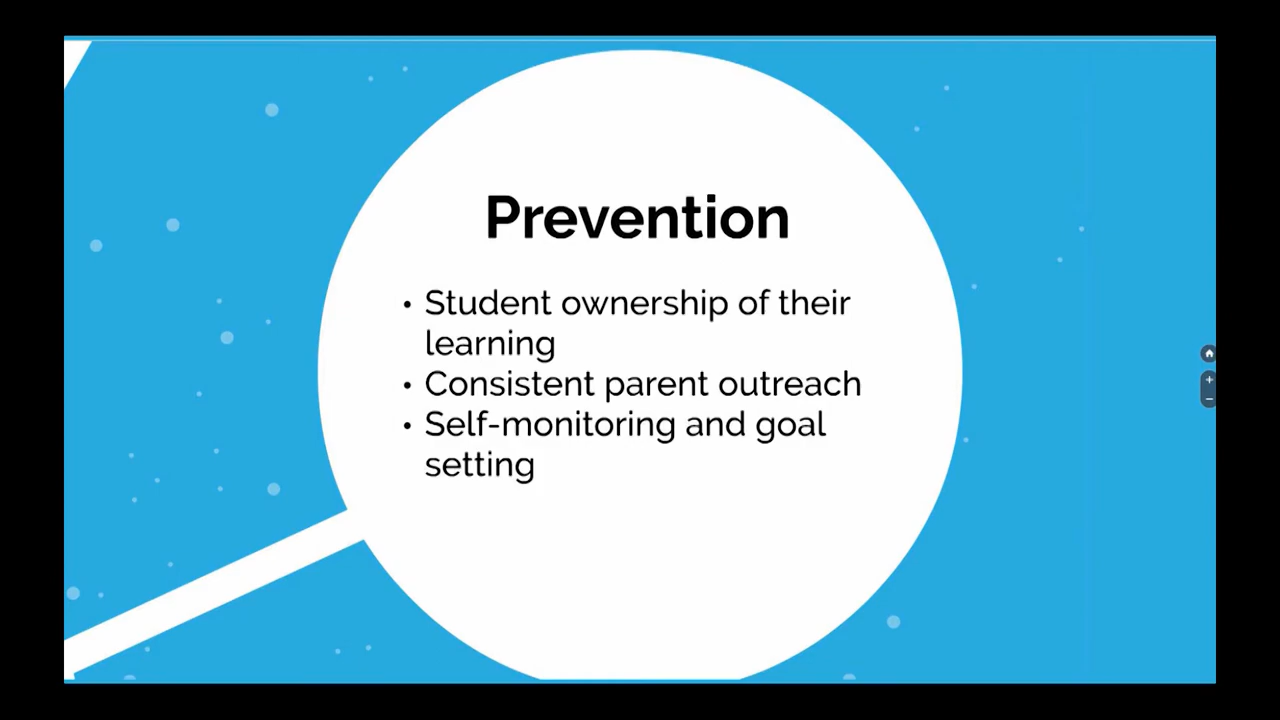 Prevention
• Student ownership of their
learning
• Consistent parent outreach
• Self-monitoring and goal
setting